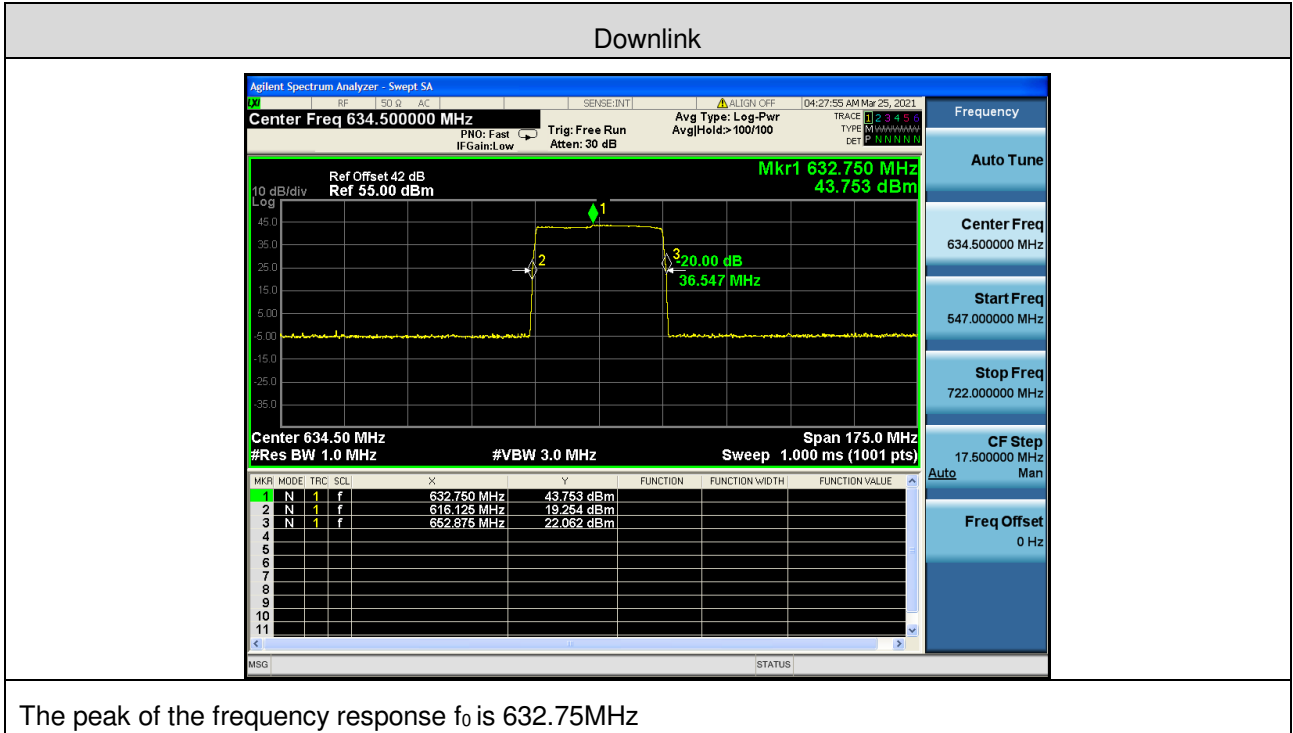 Downlink
Agilent Spectrum Analyzer - Swept SA
LXI RF 50 Ω AC SENSE:INT ALIGN OFF 04:27:55 AM Mar 25, 2021
Center Freq 634.500000 MHz
PNO: Fast
IFGain:Low
Trig: Free Run
Atten: 30 dB
Avg Type: Log-Pwr
Avg|Hold:>100/100
TRACE 1 2 3 4 5 6
TYPE M WWWWW
DET P N N N N N
Ref Offset 42 dB
10 dB/div Ref 55.00 dBm
Log
Mkr1 632.750 MHz
43.753 dBm
45.0
35.0
25.0
15.0
5.00
-5.00
-15.0
-25.0
-35.0
1
2
3
-20.00 dB
36.547 MHz
Center 634.50 MHz Span 175.0 MHz
#Res BW 1.0 MHz #VBW 3.0 MHz Sweep 1.000 ms (1001 pts)
MKR MODE TRC SCL X Y FUNCTION FUNCTION WIDTH FUNCTION VALUE
1 N 1 f 632.750 MHz 43.753 dBm
2 N 1 f 616.125 MHz 19.254 dBm
3 N 1 f 652.875 MHz 22.062 dBm
4
5
6
7
8
9
10
11
MSG STATUS
Frequency
Auto Tune
Center Freq
634.500000 MHz
Start Freq
547.000000 MHz
Stop Freq
722.000000 MHz
CF Step
17.500000 MHz
Auto Man
Freq Offset
0 Hz
The peak of the frequency response f₀ is 632.75MHz